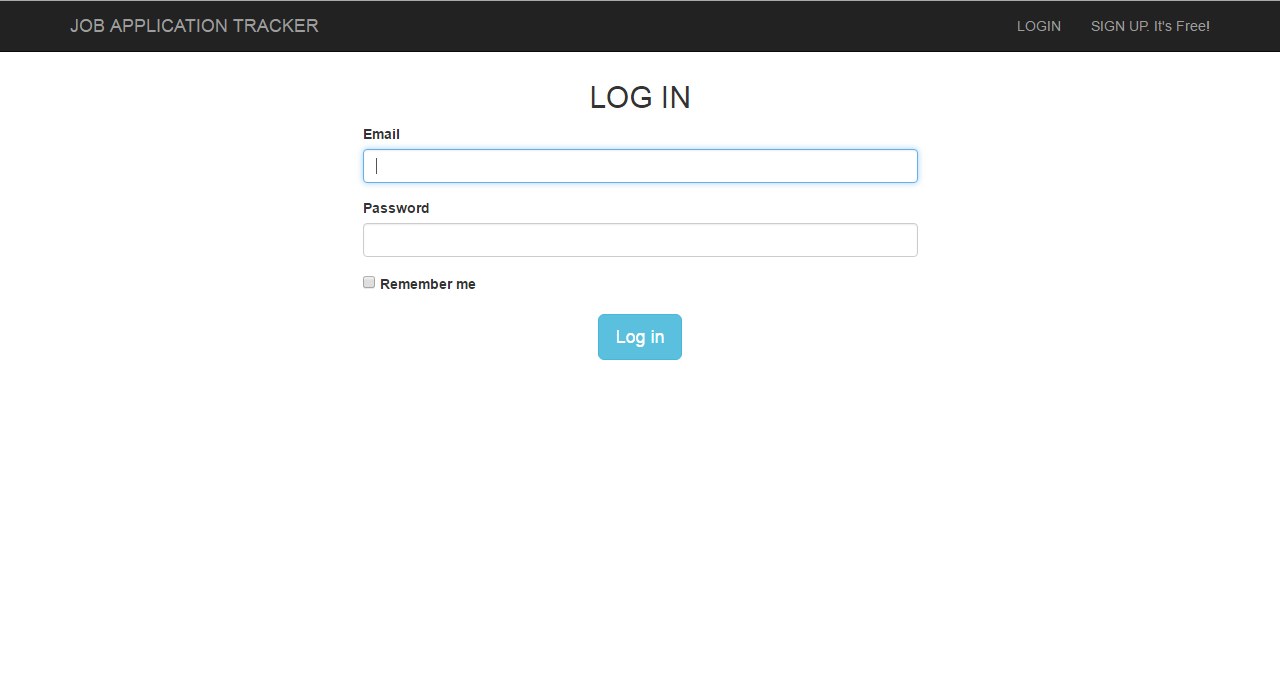 JOB APPLICATION TRACKER
LOGIN
SIGN UP. It's Free!
LOG IN
Email
Password
Remember me
Log in